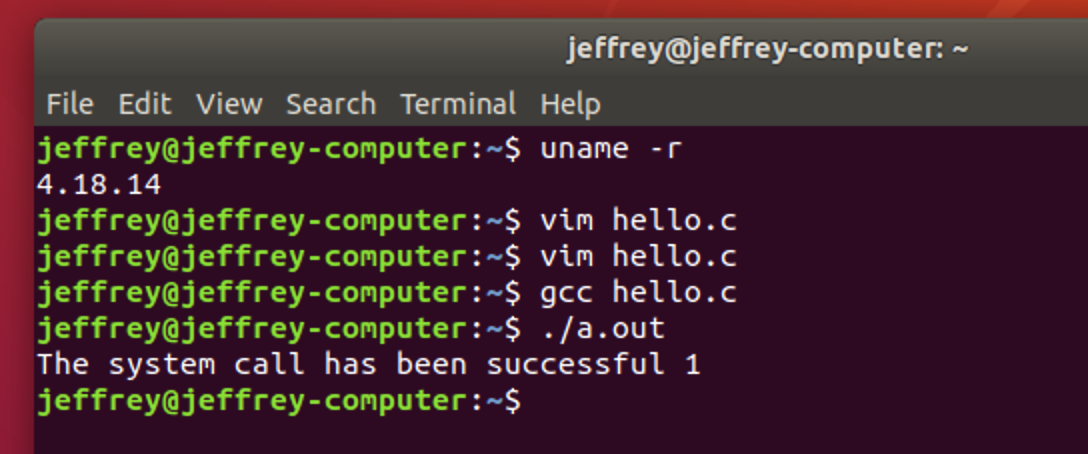 jeffrey@jeffrey-computer: ~
File Edit View Search Terminal Help
jeffrey@jeffrey-computer:~$ uname -r
4.18.14
jeffrey@jeffrey-computer:~$ vim hello.c
jeffrey@jeffrey-computer:~$ vim hello.c
jeffrey@jeffrey-computer:~$ gcc hello.c
jeffrey@jeffrey-computer:~$ ./a.out
The system call has been successful 1
jeffrey@jeffrey-computer:~$